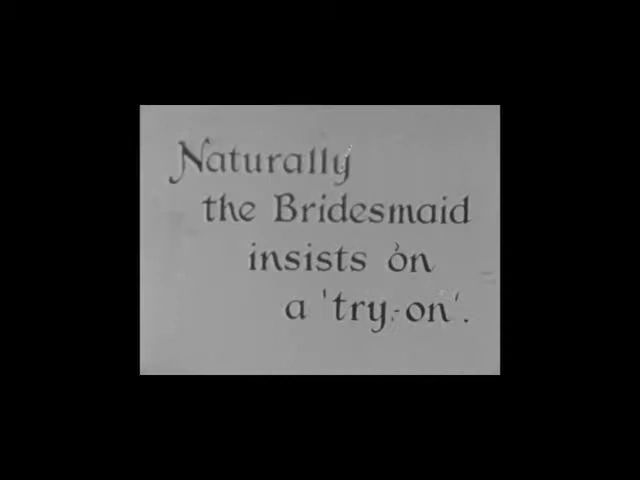 Naturally
the Bridesmaid
insists on
a 'try-on'.